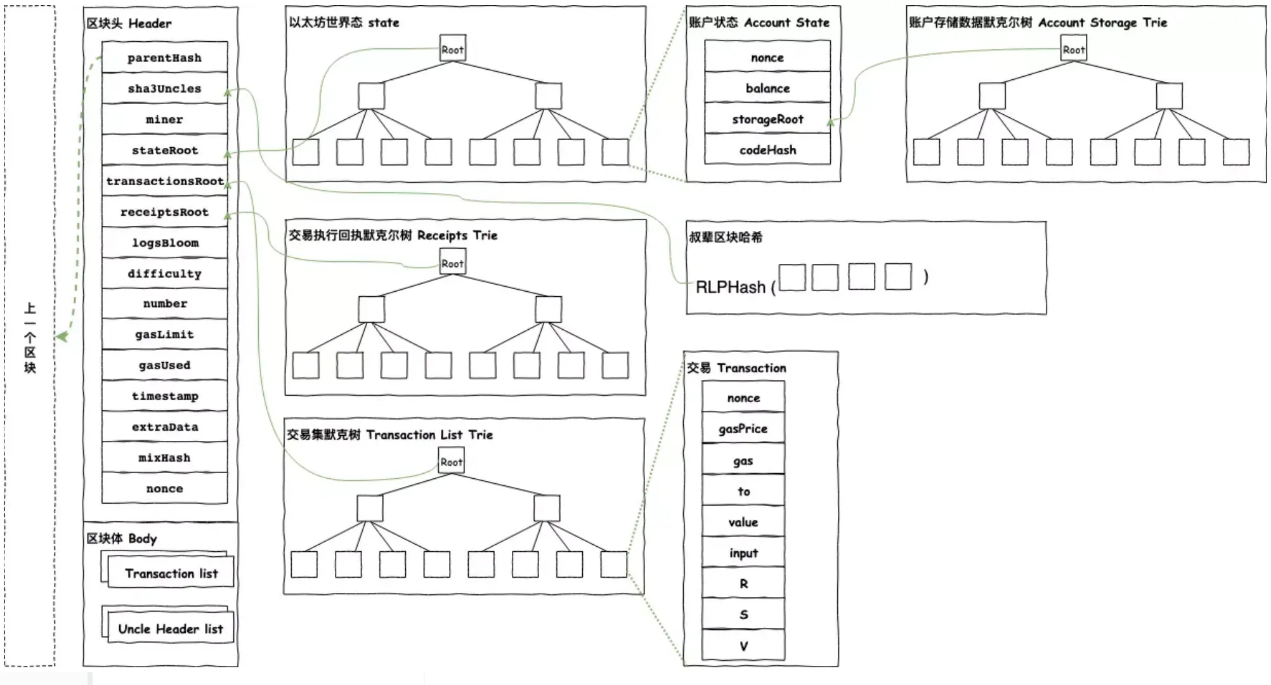 上一个区块
区块头 Header
parentHash
sha3Uncles
miner
stateRoot
transactionsRoot
receiptsRoot
logsBloom
difficulty
number
gasLimit
gasUsed
timestamp
extraData
mixHash
nonce
区块体 Body
Transaction list
Uncle Header list
以太坊世界态 state
Root
交易执行回执默克尔树 Receipts Trie
Root
交易集默克树 Transaction List Trie
Root
账户状态 Account State
nonce
balance
storageRoot
codeHash
账户存储数据默克尔树 Account Storage Trie
Root
叔辈区块哈希
RLPHash ( )
交易 Transaction
nonce
gasPrice
gas
to
value
input
R
S
V